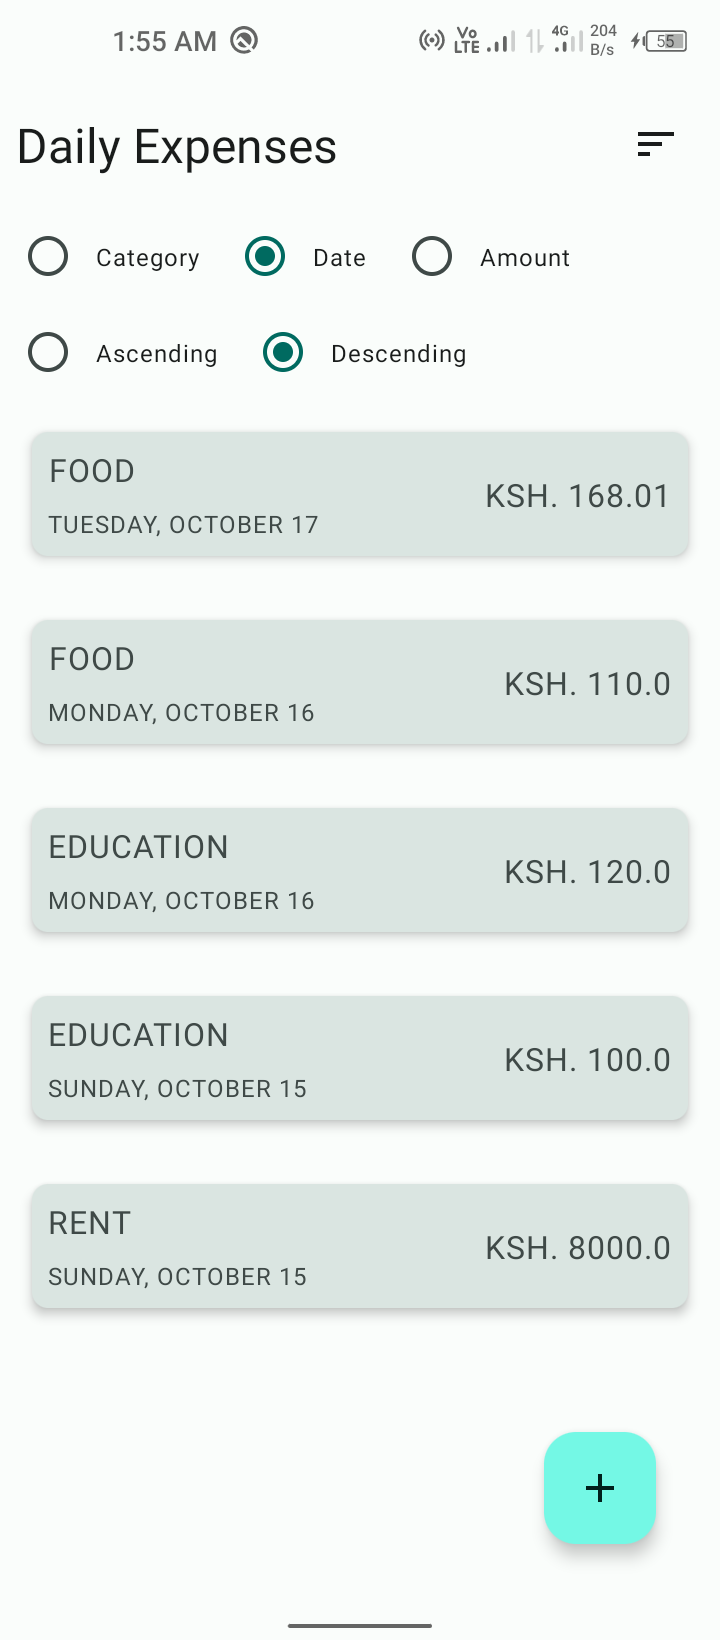 1:55 AM Vo LTE 4G 204 B/s 55
Daily Expenses
Category Date Amount
Ascending Descending
FOOD
KSH. 168.01
TUESDAY, OCTOBER 17
FOOD
KSH. 110.0
MONDAY, OCTOBER 16
EDUCATION
KSH. 120.0
MONDAY, OCTOBER 16
EDUCATION
KSH. 100.0
SUNDAY, OCTOBER 15
RENT
KSH. 8000.0
SUNDAY, OCTOBER 15
+